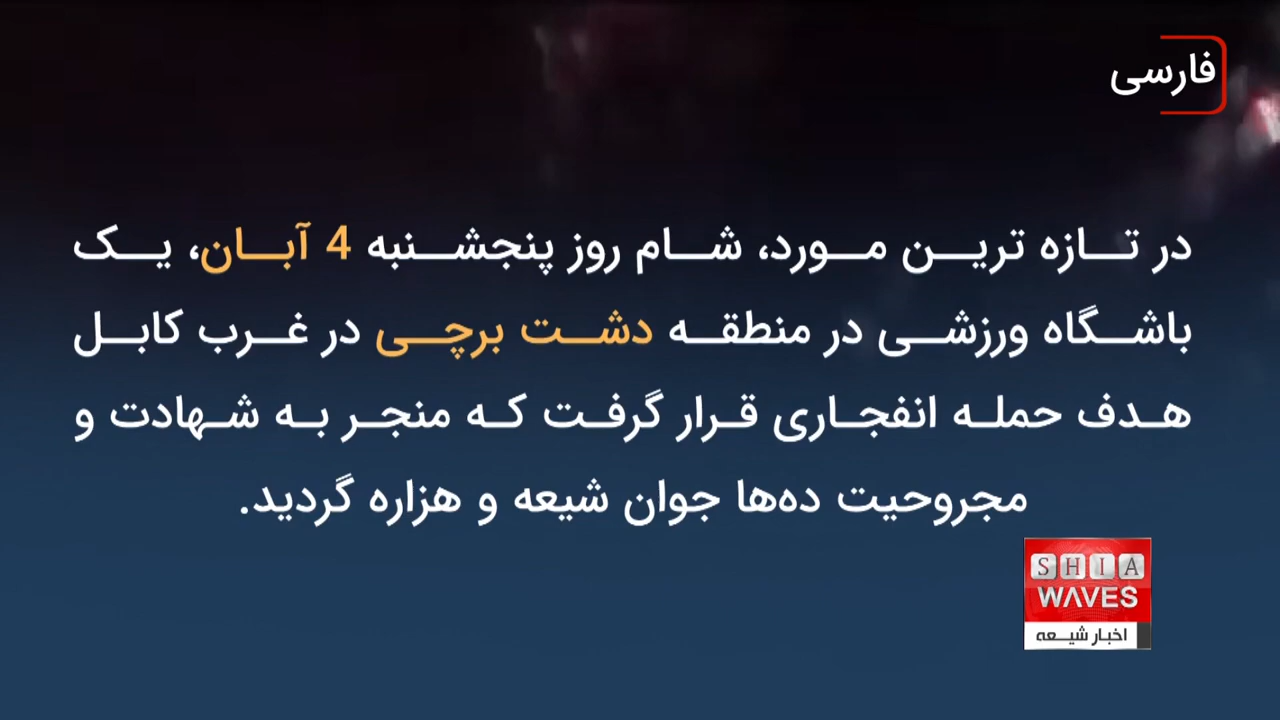 فارسی
در تازه ترین مورد، شام روز پنجشنبه 4 آبان، یک
باشگاه ورزشی در منطقه دشت برچی در غرب کابل
هدف حمله انفجاری قرار گرفت که منجر به شهادت و
مجروحیت ده‌ها جوان شیعه و هزاره گردید.
SHIA
WAVES
اخبار شیعه